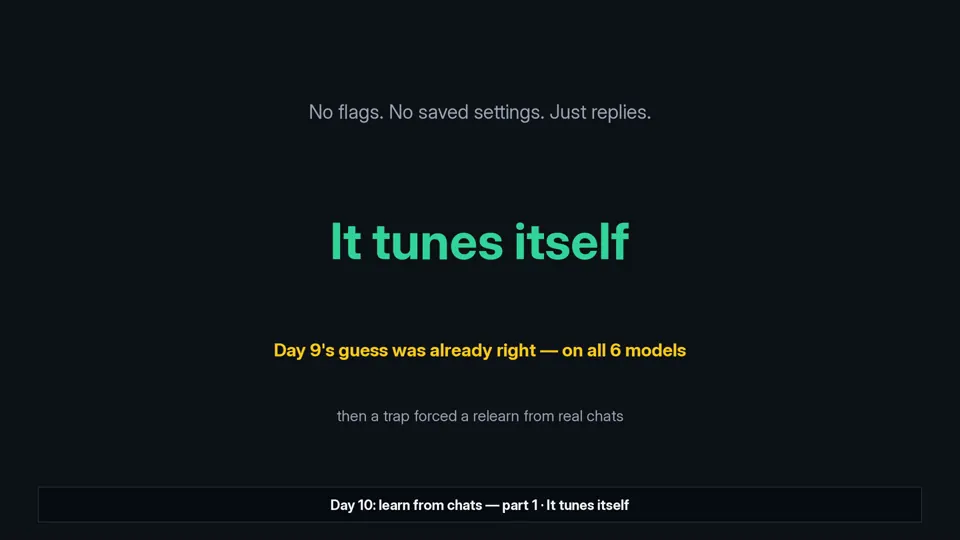 No flags. No saved settings. Just replies.
It tunes itself
Day 9's guess was already right — on all 6 models
then a trap forced a relearn from real chats
Day 10: learn from chats — part 1 · It tunes itself